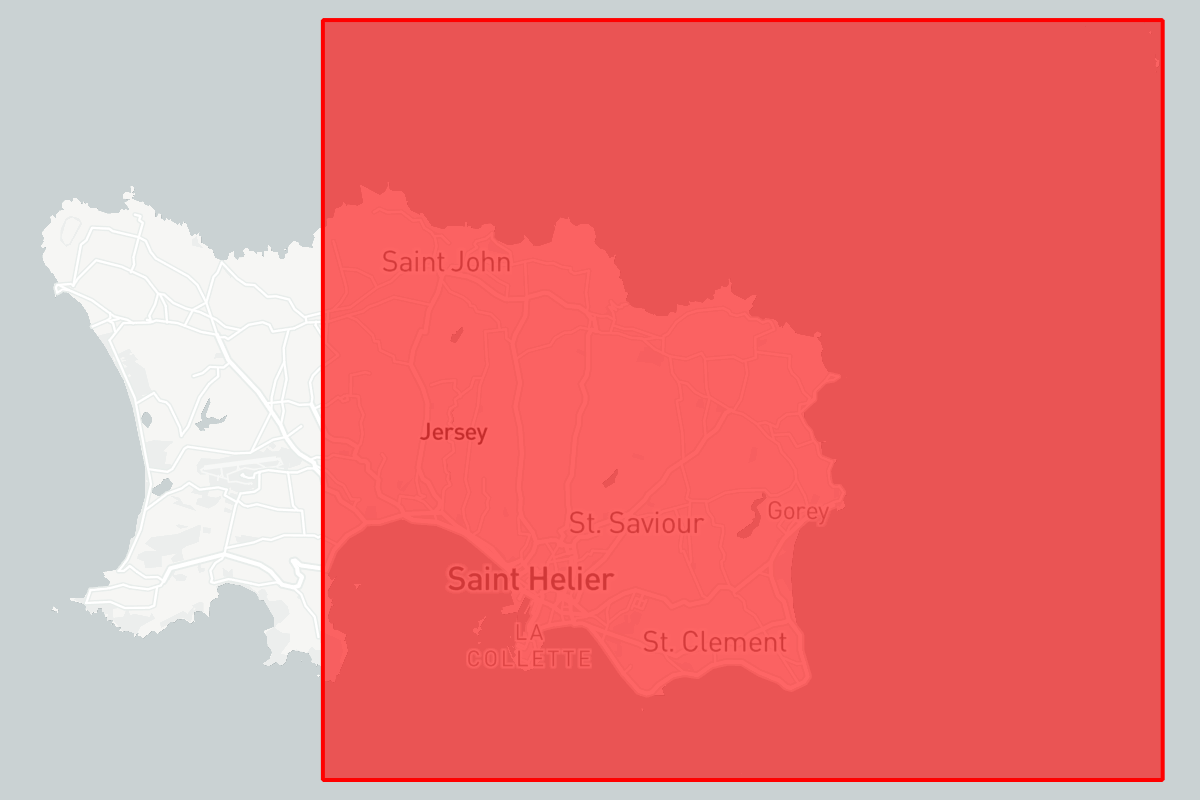 Saint John
Jersey
Gorey
St. Saviour
Saint Helier
LA
COLLETTE
St. Clement